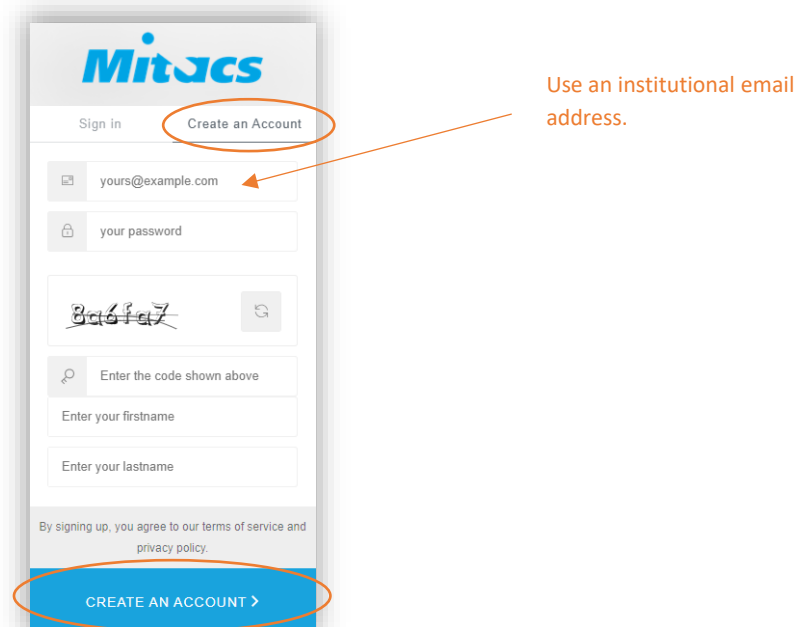 Mitacs
Sign in
Create an Account
Use an institutional email
address.
yours@example.com
your password
8a6fa7
Enter the code shown above
Enter your firstname
Enter your lastname
By signing up, you agree to our terms of service and
privacy policy.
CREATE AN ACCOUNT >